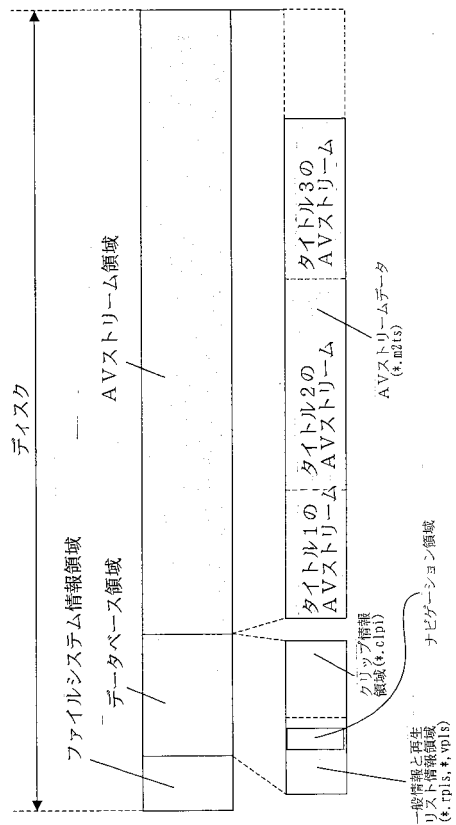 ディスク
ファイルシステム情報領域
データベース領域
AVストリーム領域
タイトル1の
AVストリーム
タイトル2の
AVストリーム
タイトル3の
AVストリーム
一般情報と再生
リスト情報領域
(*.rpls,*,vpls)
クリップ情報
領域(*.clpi)
ナビゲーション領域
AVストリームデータ
(*.m2ts)